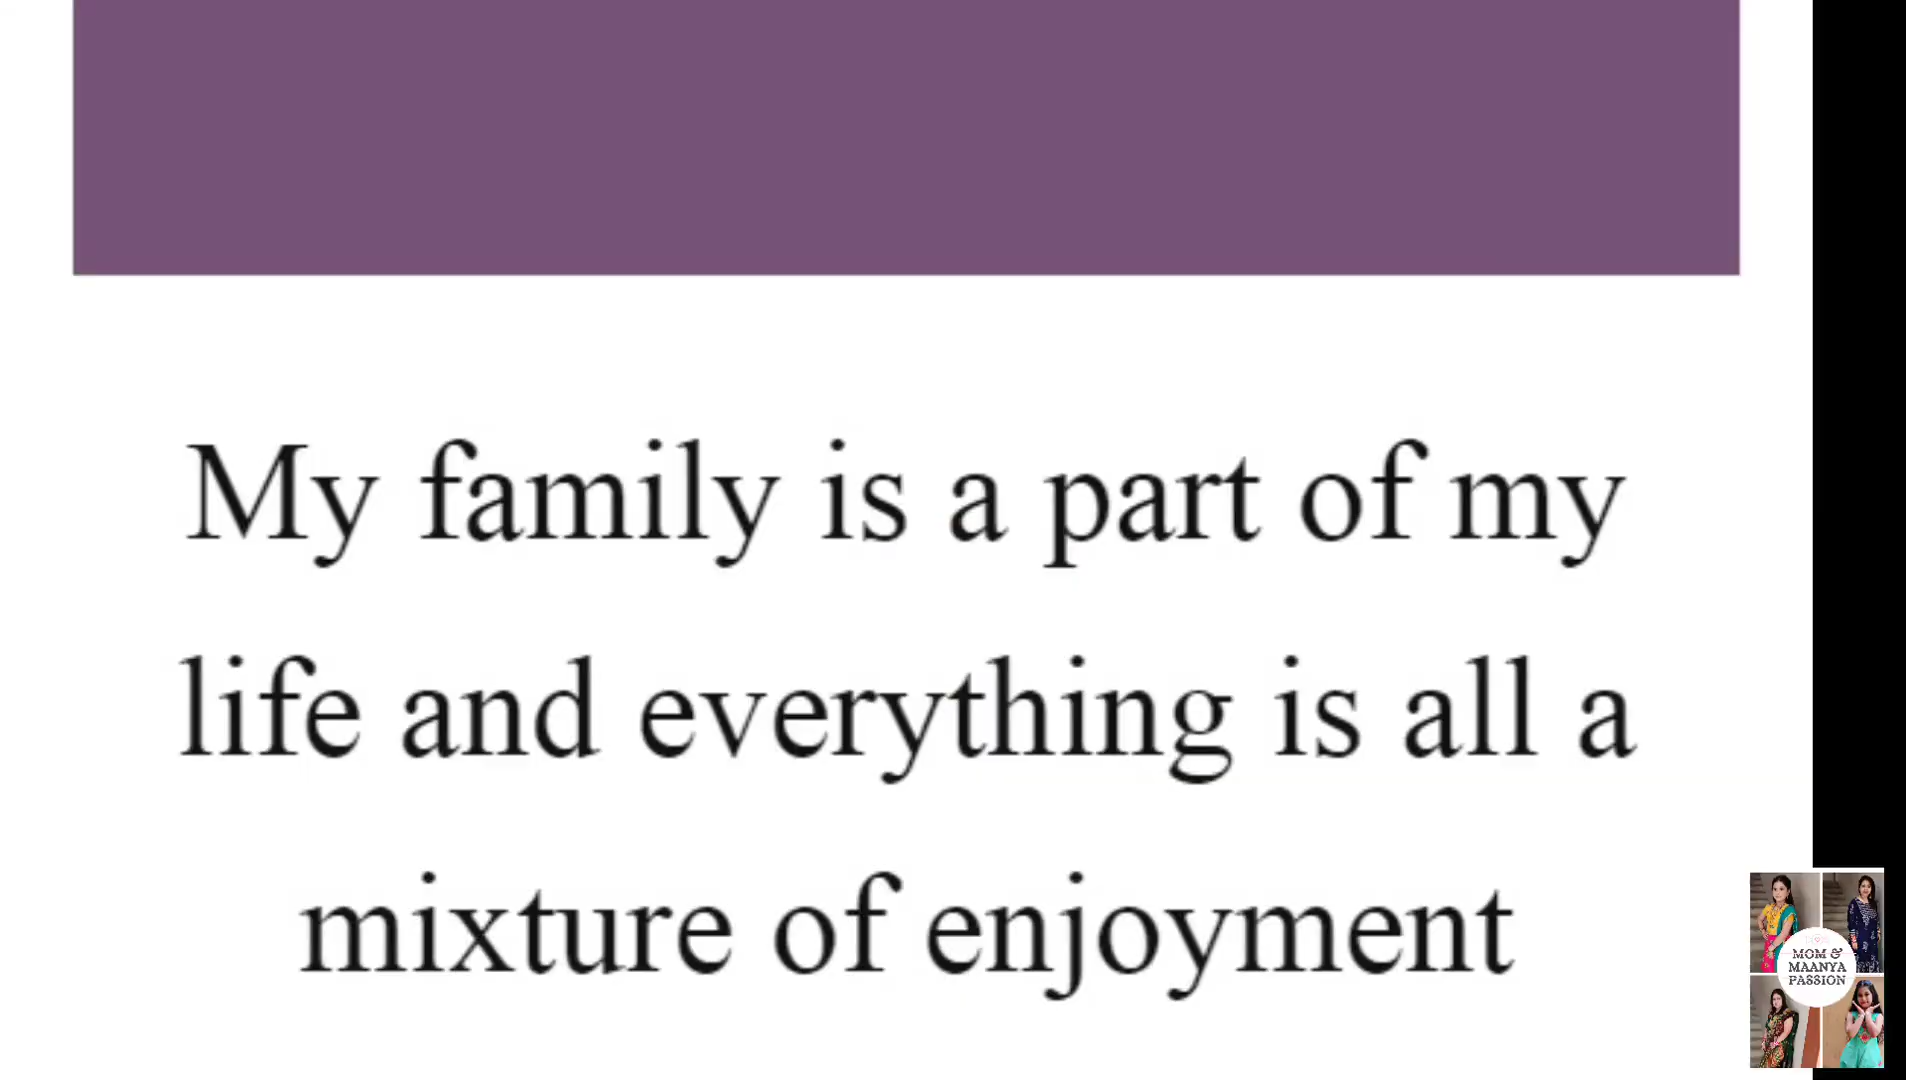 My family is a part of my
life and everything is all a
mixture of enjoyment
MOM &
MAANYA
PASSION